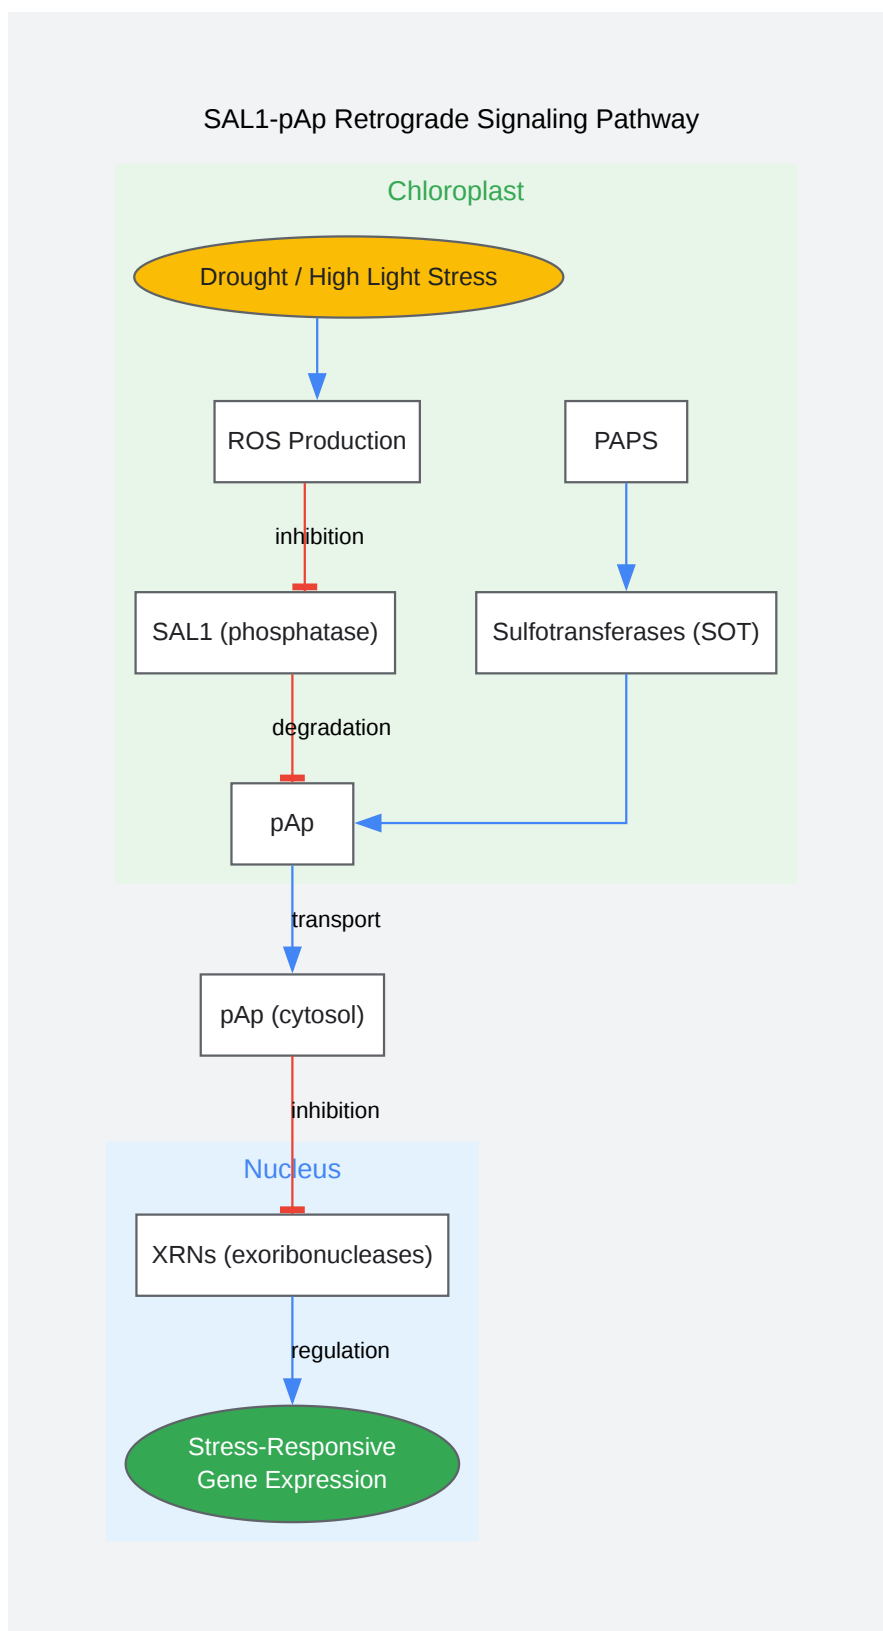 SAL1-pAp Retrograde Signaling Pathway
Chloroplast
Drought / High Light Stress
ROS Production
PAPS
inhibition
SAL1 (phosphatase)
Sulfotransferases (SOT)
degradation
pAp
transport
pAp (cytosol)
inhibition
Nucleus
XRNs (exoribonucleases)
regulation
Stress-Responsive
Gene Expression